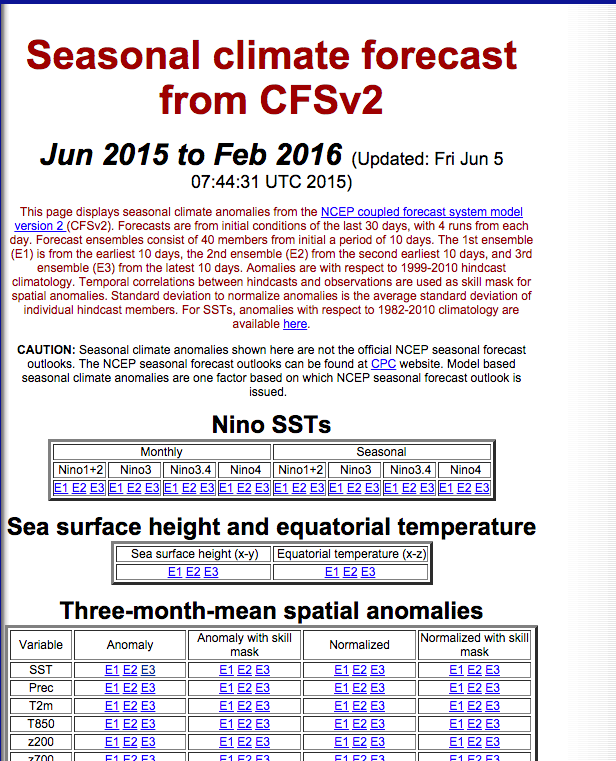 Seasonal climate forecast
from CFSv2
Jun 2015 to Feb 2016 (Updated: Fri Jun 5
07:44:31 UTC 2015)
This page displays seasonal climate anomalies from the NCEP coupled forecast system model
version 2 (CFSv2). Forecasts are from initial conditions of the last 30 days, with 4 runs from each
day. Forecast ensembles consist of 40 members from initial a period of 10 days. The 1st ensemble
(E1) is from the earliest 10 days, the 2nd ensemble (E2) from the second earliest 10 days, and 3rd
ensemble (E3) from the latest 10 days. Aomalies are with respect to 1999-2010 hindcast
climatology. Temporal correlations between hindcasts and observations are used as skill mask for
spatial anomalies. Standard deviation to normalize anomalies is the average standard deviation of
individual hindcast members. For SSTs, anomalies with respect to 1982-2010 climatology are
available here.
CAUTION: Seasonal climate anomalies shown here are not the official NCEP seasonal forecast
outlooks. The NCEP seasonal forecast outlooks can be found at CPC website. Model based
seasonal climate anomalies are one factor based on which NCEP seasonal forecast outlook is
issued.
Nino SSTs
Monthly Seasonal
Nino1+2 Nino3 Nino3.4 Nino4 Nino1+2 Nino3 Nino3.4 Nino4
E1 E2 E3 E1 E2 E3 E1 E2 E3 E1 E2 E3 E1 E2 E3 E1 E2 E3 E1 E2 E3 E1 E2 E3
Sea surface height and equatorial temperature
Sea surface height (x-y) Equatorial temperature (x-z)
E1 E2 E3 E1 E2 E3
Three-month-mean spatial anomalies
Variable Anomaly Anomaly with skill mask Normalized Normalized with skill mask
SST E1 E2 E3 E1 E2 E3 E1 E2 E3 E1 E2 E3
Prec E1 E2 E3 E1 E2 E3 E1 E2 E3 E1 E2 E3
T2m E1 E2 E3 E1 E2 E3 E1 E2 E3 E1 E2 E3
T850 E1 E2 E3 E1 E2 E3 E1 E2 E3 E1 E2 E3
z200 E1 E2 E3 E1 E2 E3 E1 E2 E3 E1 E2 E3
z700 E1 E2 E3 E1 E2 E3 E1 E2 E3 E1 E2 E3